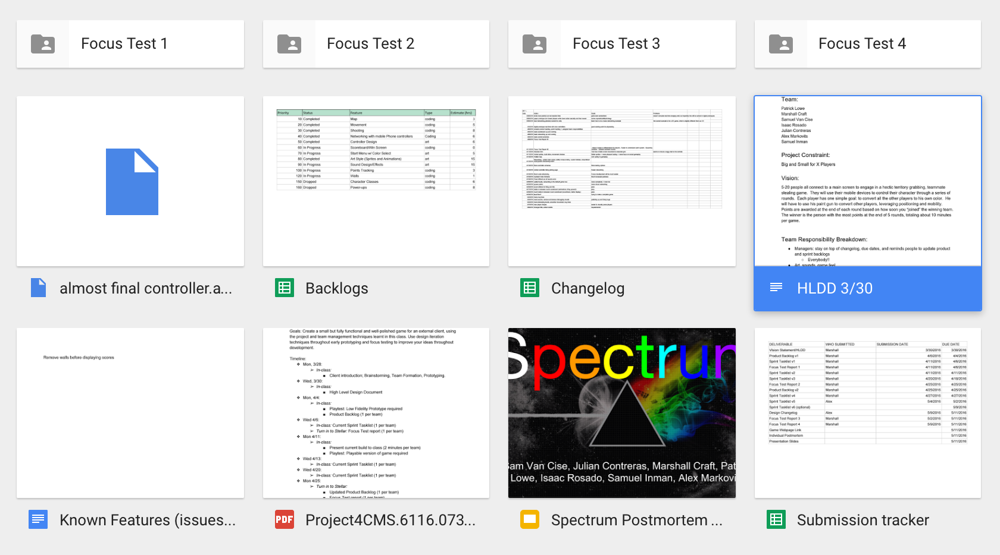 Focus Test 1
Focus Test 2
Focus Test 3
Focus Test 4
almost final controller.a...
Priority Status Feature Type Estimate (hrs)
10 Completed Map coding 3
20 Completed Movement coding 5
30 Completed Shooting coding 8
40 Completed Networking with mobile Phone controllers Coding 6
50 Completed Controller Design art 6
60 In Progress Scoreboard/Win Screen coding 0
70 In Progress Start Menu w/ Color Select art 5
80 Completed Art Style (Sprites and Animations) art 15
90 In Progress Sound Design/Effects art 15
100 In Progress Points Tracking coding 3
120 In Progress Walls coding 1
150 Dropped Character Classes coding 6
160 Dropped Power-ups coding 8
Backlogs
Changelog
Team:
Patrick Lowe
Marshall Craft
Samuel Van Cise
Isaac Rosado
Julian Contreras
Alex Markovits
Samuel Inman
Project Constraint:
Big and Small for X Players
Vision:
5-20 people all connect to a main screen to engage in a hectic territory grabbing, teammate
stealing game. They will use their mobile devices to control their character through a series of
rounds. Each player has one simple goal: to convert all the other players to his own color. He
will have to use his paint gun to convert other players, leveraging positioning and mobility.
Points are awarded at the end of each round based on how soon you "joined" the winning team.
The winner is the person with the most points at the end of 5 rounds, totaling about 10 minutes
per game.
Team Responsibility Breakdown:
Managers: stay on top of changelog, due dates, and reminds people to update product
and sprint backlogs
Everybody!!
Art, sounds, game feel
HLDD 3/30
Remove walls before displaying scores
Known Features (issues...
Goals: Create a small but fully functional and well-polished game for an external client, using
the project and team management techniques learnt in this class. Use design iteration
techniques throughout early prototyping and focus testing to improve your ideas throughout
development.
Timeline:
❖ Mon, 3/28:
➢ In-class:
■ Client introduction; Brainstorming, Team Formation, Prototyping.
❖ Wed, 3/30:
➢ In-class:
■ High Level Design Document
❖ Mon, 4/4:
➢ In-class:
■ Playtest: Low Fidelity Prototype required
■ Product Backlog (1 per team)
❖ Wed 4/6:
➢ In-class: Current Sprint Tasklist (1 per team)
➢ Turn in to Stellar: Focus Test report (1 per team)
❖ Mon 4/11:
➢ In-class:
■ Present current build to class (2 minutes per team)
■ Playtest: Playable version of game required
❖ Wed 4/13:
➢ In-class: Current Sprint Tasklist (1 per team)
❖ Wed 4/20:
➢ In-class: Current Sprint Tasklist (1 per team)
❖ Mon 4/25:
➢ Turn in to Stellar:
■ Updated Product Backlog (1 per team)
■ Focus Test report (1 per team)
PDF Project4CMS.6116.073...
Spectrum
Sam Van Cise, Julian Contreras, Marshall Craft, Pat
Lowe, Isaac Rosado, Samuel Inman, Alex Markovi
Spectrum Postmortem ...
DELIVERABLE WHO SUBMITTED SUBMISSION DATE DUE DATE
Vision Statement/HLDD Marshall 3/30/2016 3/30/2016
Product Backlog v1 Marshall 4/6/2016 4/4/2016
Sprint Tasklist v1 Marshall 4/11/2016 4/6/2016
Focus Test Report 1 Marshall 4/11/2016 4/6/2016
Sprint Tasklist v2 Marshall 4/11/2016 4/11/2016
Sprint Tasklist v3 Marshall 4/20/2016 4/18/2016
Focus Test Report 2 Marshall 4/25/2016 4/25/2016
Product Backlog v2 Marshall 4/25/2016 4/25/2016
Sprint Tasklist v4 Marshall 4/27/2016 4/27/2016
Sprint Tasklist v5 Alex 5/4/2016 5/2/2016
Sprint Tasklist v6 (optional) 5/9/2016
Design Changelog Alex 5/9/2016 5/11/2016
Focus Test Report 3 Marshall 5/2/2016 5/11/2016
Focus Test Report 4 Marshall 5/9/2016 5/11/2016
Game Webpage Link 5/11/2016
Individual Postmortem 5/11/2016
Presentation Slides 5/11/2016
Submission tracker